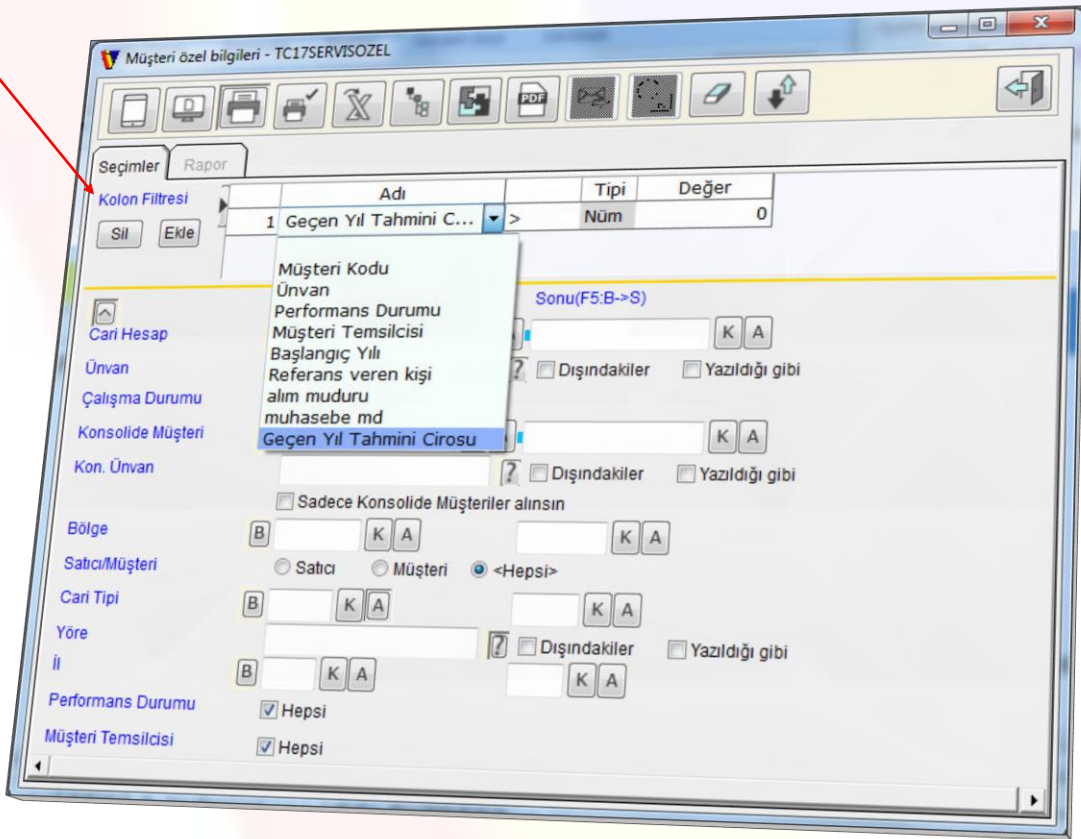 Müşteri özel bilgileri - TC17SERVISOZEL
D PDF
Seçimler Rapor
Kolon Filtresi Adı Tipi Değer
Sil Ekle 1 Geçen Yıl Tahmini C... > Nüm 0
Müşteri Kodu
Ünvan
Performans Durumu
Müşteri Temsilcisi
Başlangıç Yılı
Referans veren kişi
alım muduru
muhasebe md
Geçen Yıl Tahmini Cirosu
Sonu(F5:B->S)
Cari Hesap K A
Ünvan ? Dışındakiler Yazıldığı gibi
Çalışma Durumu
Konsolide Müşteri K A
Kon. Ünvan ? Dışındakiler Yazıldığı gibi
Sadece Konsolide Müşteriler alınsın
Bölge B K A K A
Satıcı/Müşteri Satıcı Müşteri <Hepsi>
Cari Tipi B K A K A
Yöre ? Dışındakiler Yazıldığı gibi
İl B K A K A
Performans Durumu Hepsi
Müşteri Temsilcisi Hepsi